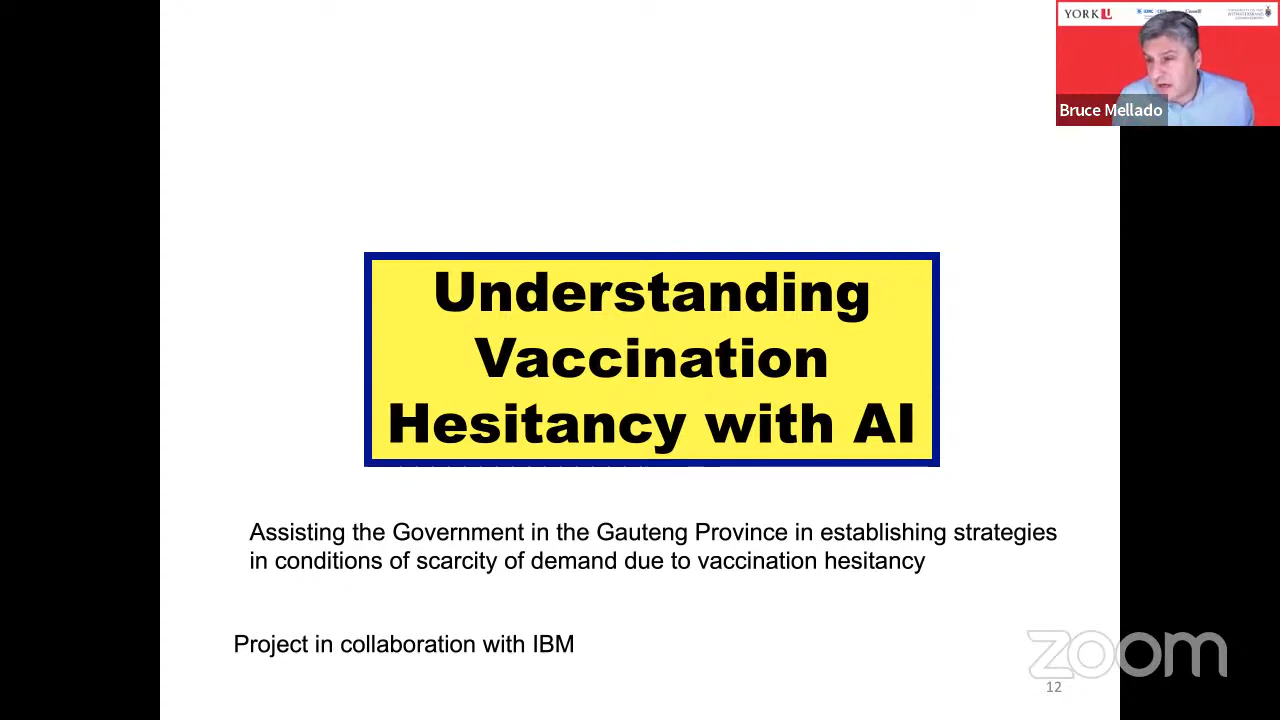 YORK U
Bruce Mellado
Understanding
Vaccination
Hesitancy with AI
Assisting the Government in the Gauteng Province in establishing strategies
in conditions of scarcity of demand due to vaccination hesitancy
Project in collaboration with IBM
zoom
12